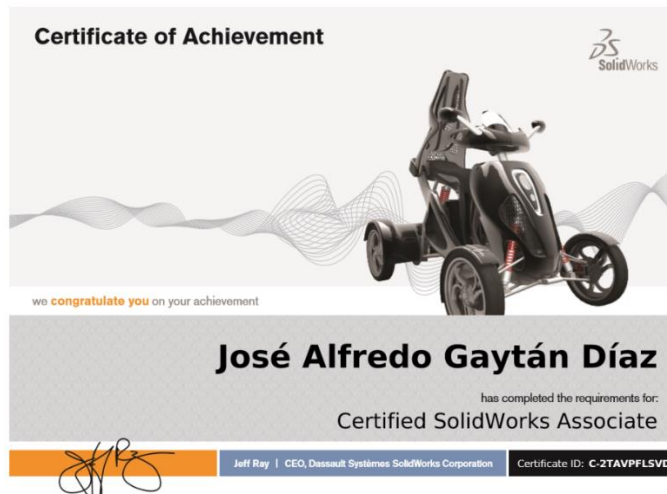 Certificate of Achievement
SolidWorks
we congratulate you on your achievement
José Alfredo Gaytán Díaz
has completed the requirements for:
Certified SolidWorks Associate
Jeff Ray | CEO, Dassault Systèmes SolidWorks Corporation
Certificate ID: C-2TAVPFLSVD